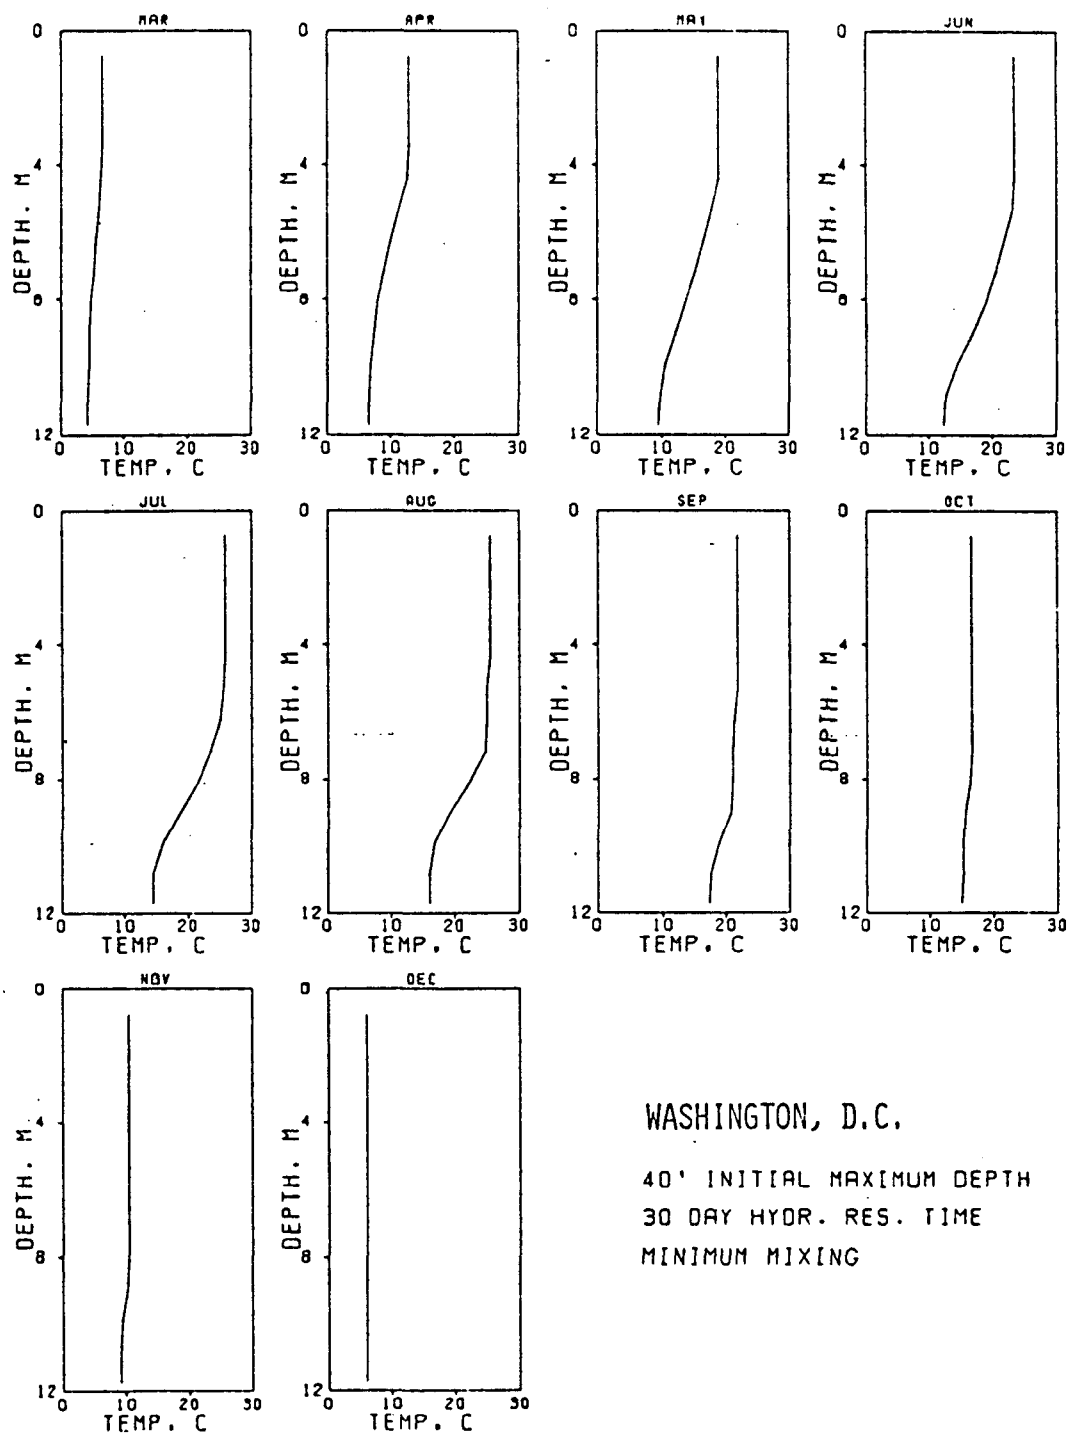 MAR APR MAY JUN
0 0 0 0
4 4 4 4
8 8 8 8
12 12 12 12
DEPTH. M DEPTH. M DEPTH. M DEPTH. M
0 10 20 30 0 10 20 30 0 10 20 30 0 10 20 30
TEMP. C TEMP. C TEMP. C TEMP. C
JUL AUG SEP OCT
0 0 0 0
4 4 4 4
8 8 8 8
12 12 12 12
DEPTH. M DEPTH. M DEPTH. M DEPTH. M
0 10 20 30 0 10 20 30 0 10 20 30 0 10 20 30
TEMP. C TEMP. C TEMP. C TEMP. C
NOV DEC
0 0
4 4
8 8
12 12
DEPTH. M DEPTH. M
0 10 20 30 0 10 20 30
TEMP. C TEMP. C
WASHINGTON, D.C.
40' INITIAL MAXIMUM DEPTH
30 DAY HYDR. RES. TIME
MINIMUM MIXING